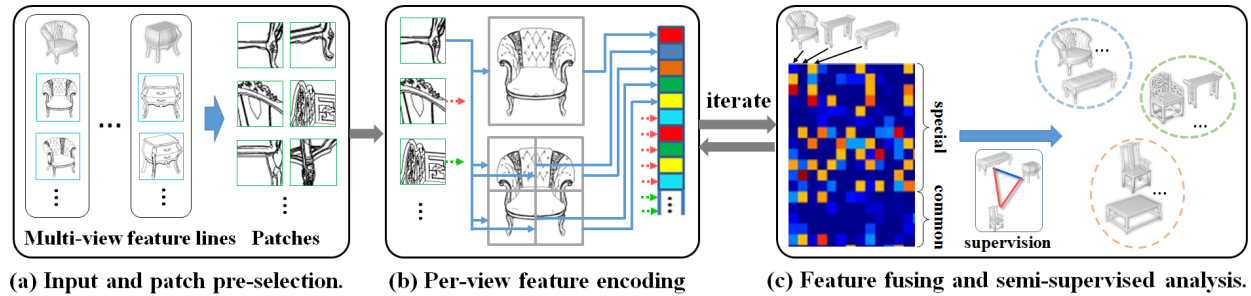 Multi-view feature lines
Patches
iterate
special
common
supervision
(a) Input and patch pre-selection.
(b) Per-view feature encoding
(c) Feature fusing and semi-supervised analysis.